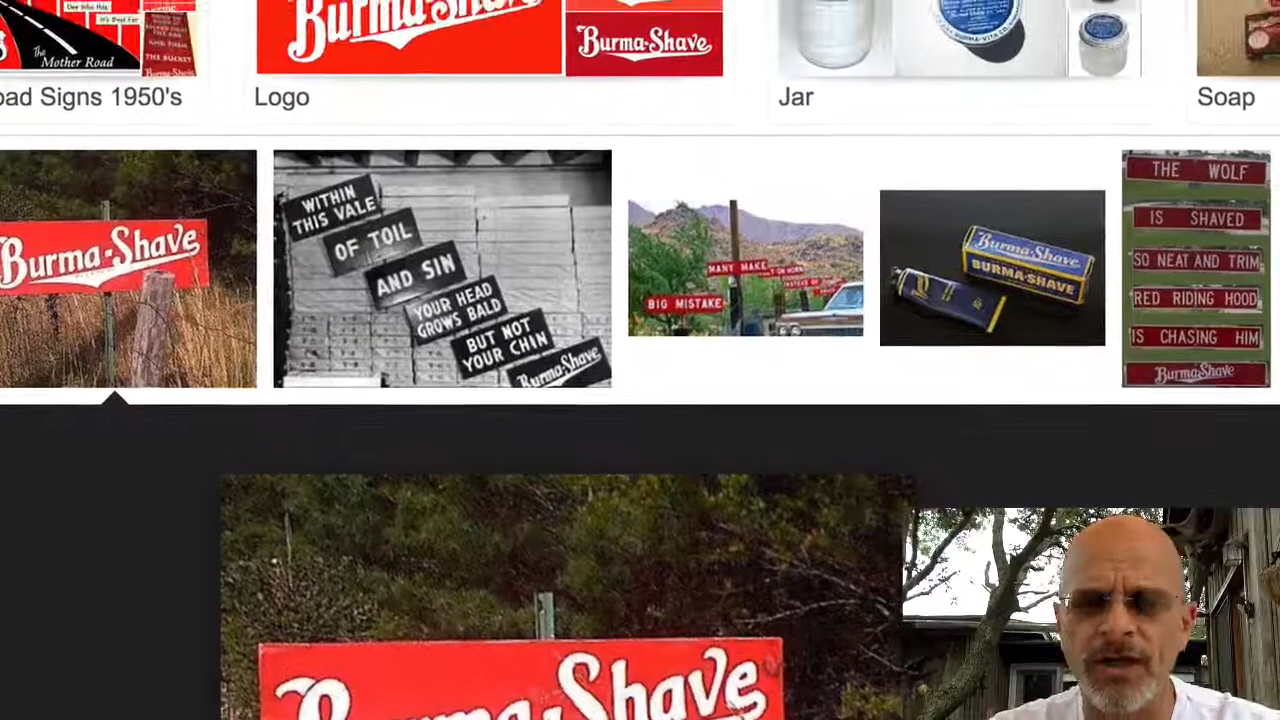 The
Mother Road
Burma-Shave
Burma-Shave
oad Signs 1950's
Logo
Jar
Soap
Burma-Shave
WITHIN
THIS VALE
OF TOIL
AND SIN
YOUR HEAD
GROWS BALD
BUT NOT
YOUR CHIN
Burma-Shave
MANY MAKE
BIG MISTAKE
Burma-Shave
BURMA-SHAVE
THE WOLF
IS SHAVED
SO NEAT AND TRIM
RED RIDING HOOD
IS CHASING HIM
Burma-Shave
Burma-Shave